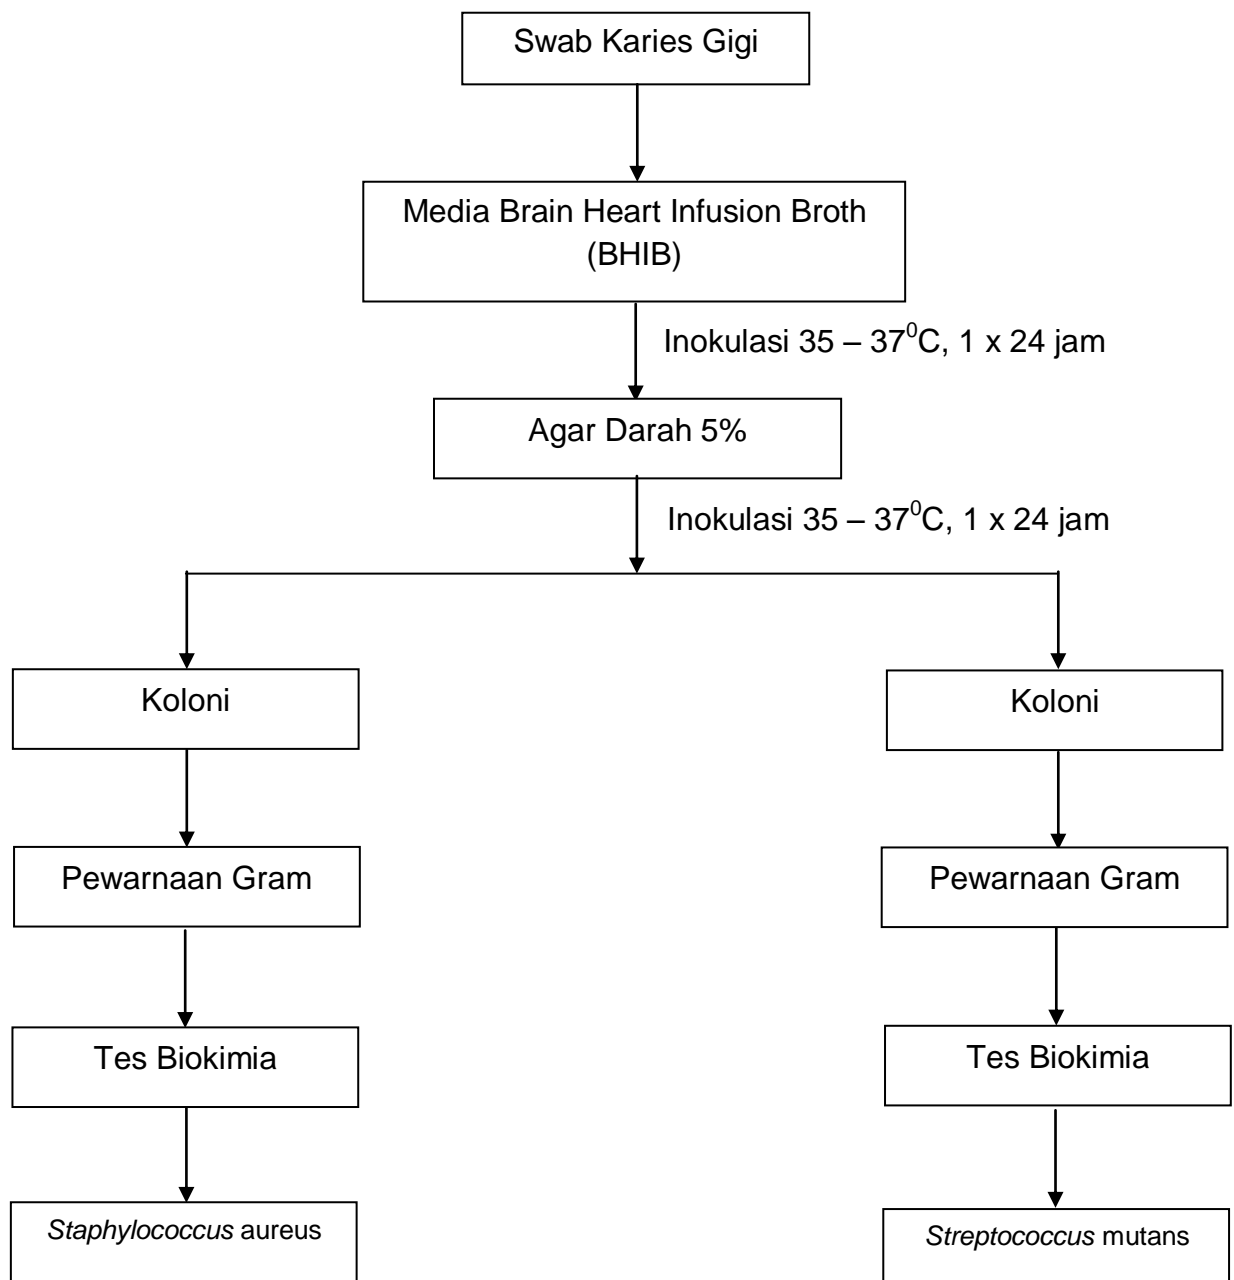 Swab Karies Gigi
Media Brain Heart Infusion Broth
(BHIB)
Inokulasi 35 – 37⁰C, 1 x 24 jam
Agar Darah 5%
Inokulasi 35 – 37⁰C, 1 x 24 jam
Koloni
Koloni
Pewarnaan Gram
Pewarnaan Gram
Tes Biokimia
Tes Biokimia
Staphylococcus aureus
Streptococcus mutans